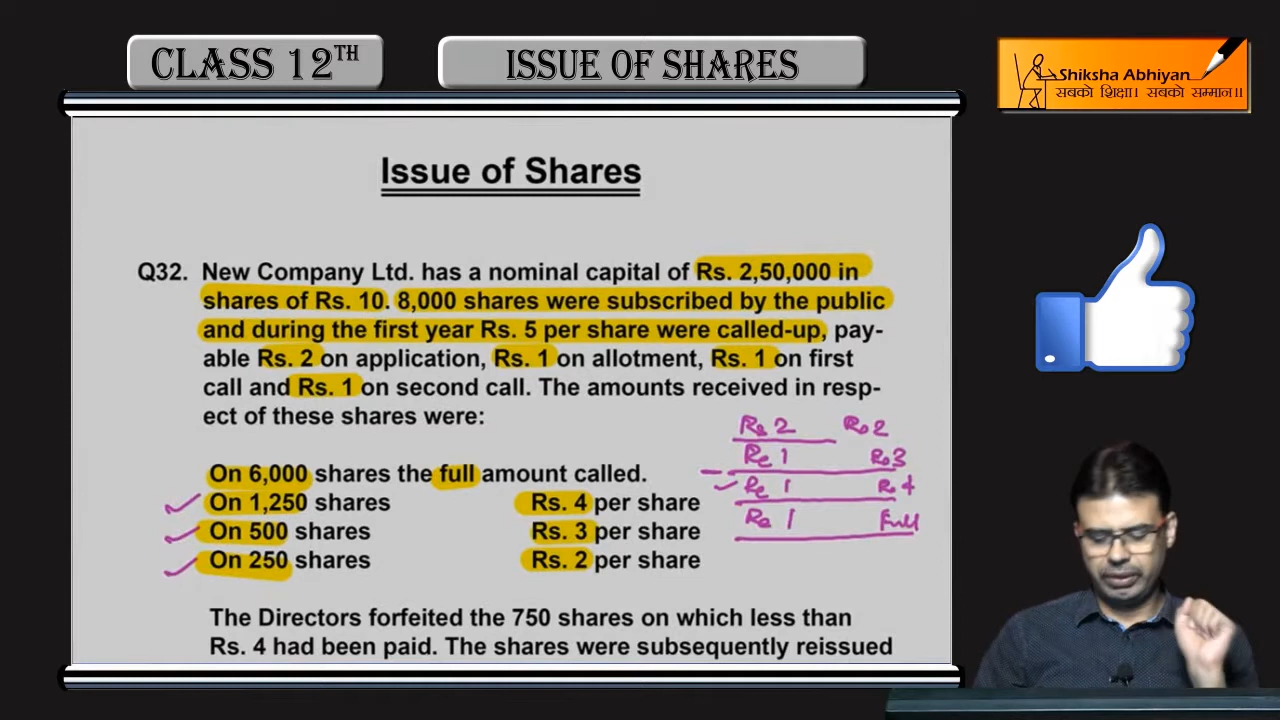 CLASS 12TH
ISSUE OF SHARES
Shiksha Abhiyan
सबको शिक्षा। सबको सम्मान।।
Issue of Shares
Q32. New Company Ltd. has a nominal capital of Rs. 2,50,000 in
shares of Rs. 10. 8,000 shares were subscribed by the public
and during the first year Rs. 5 per share were called-up, pay-
able Rs. 2 on application, Rs. 1 on allotment, Rs. 1 on first
call and Rs. 1 on second call. The amounts received in resp-
ect of these shares were:
Rs 2 Rs 2
Re 1 Rs 3
Re 1 Rs 4
Re 1 Full
On 6,000 shares the full amount called.
On 1,250 shares Rs. 4 per share
On 500 shares Rs. 3 per share
On 250 shares Rs. 2 per share
The Directors forfeited the 750 shares on which less than
Rs. 4 had been paid. The shares were subsequently reissued